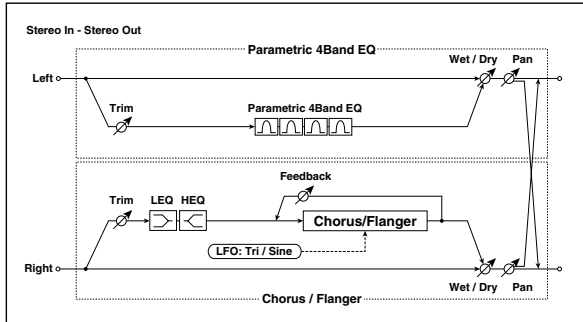 Stereo In - Stereo Out
Parametric 4Band EQ
Wet / Dry
Pan
Left
Trim
Parametric 4Band EQ
Feedback
Trim
LEQ
HEQ
Chorus/Flanger
LFO: Tri / Sine
Right
Wet / Dry
Pan
Chorus / Flanger